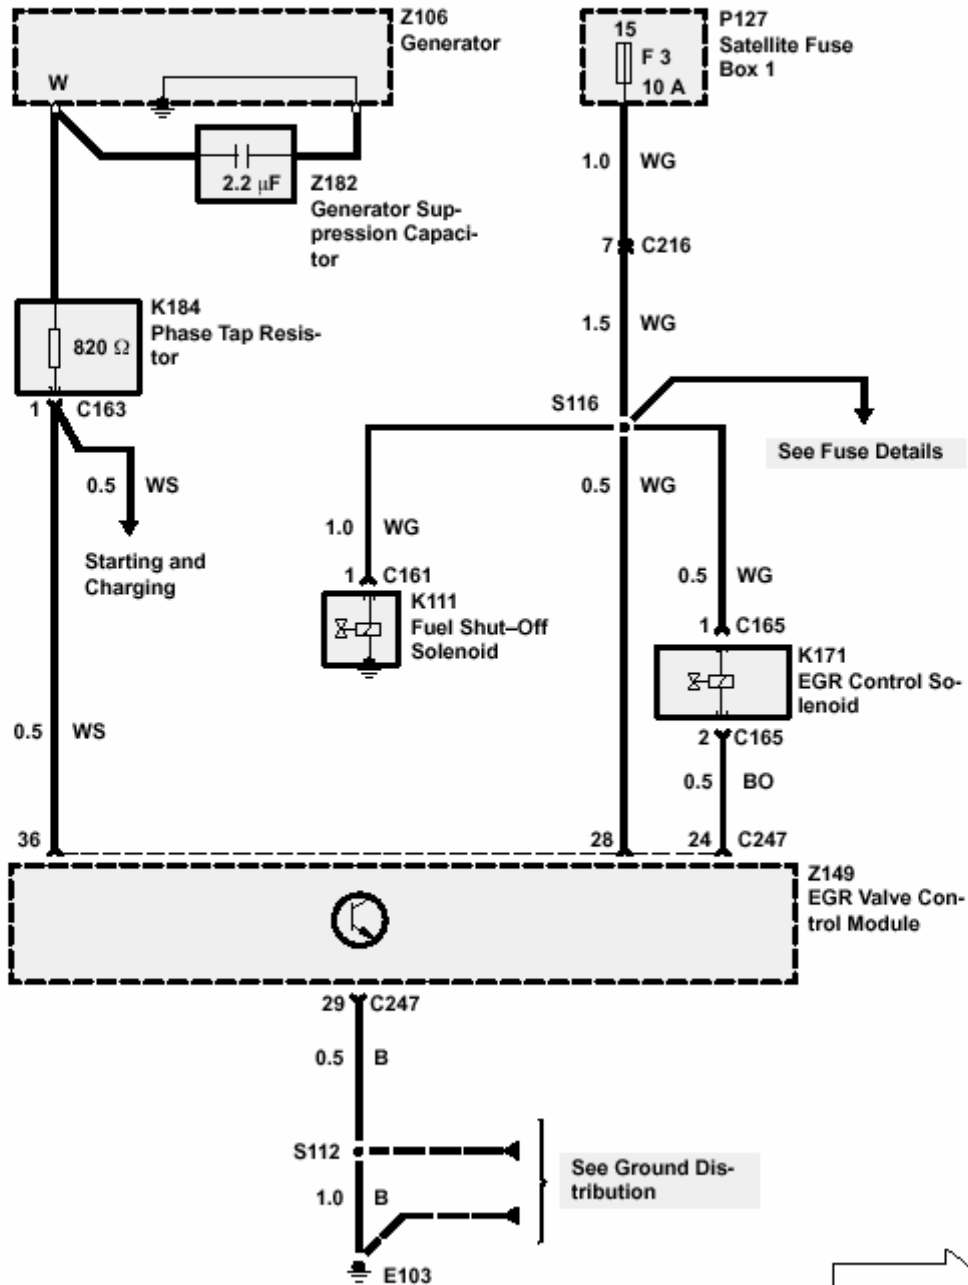 Z106
Generator
W
2.2 µF
Z182
Generator Sup-
pression Capaci-
tor
K184
Phase Tap Resis-
tor
820 Ω
1 C163
0.5 WS
Starting and
Charging
0.5 WS
P127
Satellite Fuse
Box 1
15
F 3
10 A
1.0 WG
7 C216
1.5 WG
S116
See Fuse Details
0.5 WG
1.0 WG
1 C161
K111
Fuel Shut–Off
Solenoid
0.5 WG
1 C165
K171
EGR Control So-
lenoid
2 C165
0.5 BO
36
28
24 C247
Z149
EGR Valve Con-
trol Module
29 C247
0.5 B
S112
1.0 B
See Ground Dis-
tribution
E103